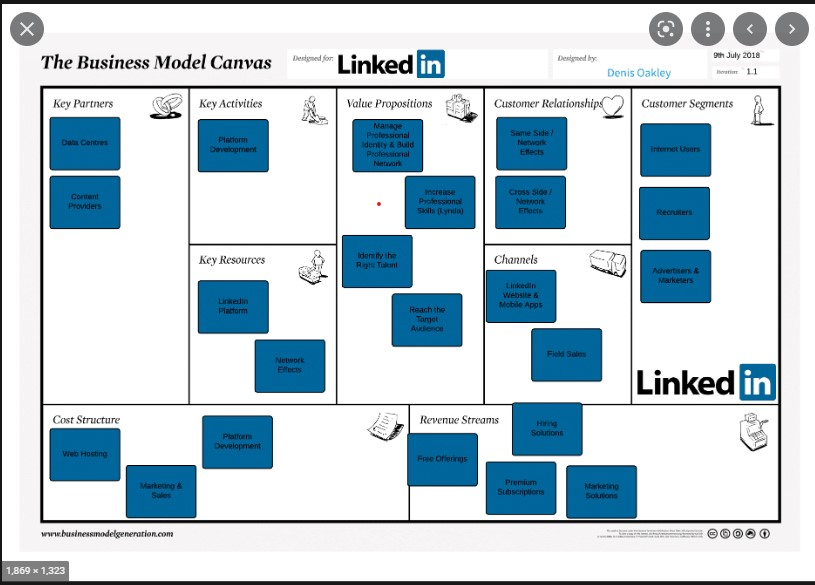 The Business Model Canvas
Designed for:
Linked in
Designed by:
Denis Oakley
9th July 2018
Iteration:
1.1
Key Partners
Data Centres
Content
Providers
Key Activities
Platform
Development
Key Resources
LinkedIn
Platform
Network
Effects
Value Propositions
Manage
Professional
Identity & Build
Professional
Network
Increase
Professional
Skills (Lynda)
Identify the
Right Talent
Reach the
Target
Audience
Customer Relationships
Same Side /
Network
Effects
Cross Side /
Network
Effects
Channels
LinkedIn
Website &
Mobile Apps
Field Sales
Customer Segments
Internet Users
Recruiters
Advertisers &
Marketers
Linked in
Cost Structure
Web Hosting
Marketing &
Sales
Platform
Development
Revenue Streams
Free Offerings
Hiring
Solutions
Premium
Subscriptions
Marketing
Solutions
www.businessmodelgeneration.com
1,869 × 1,323